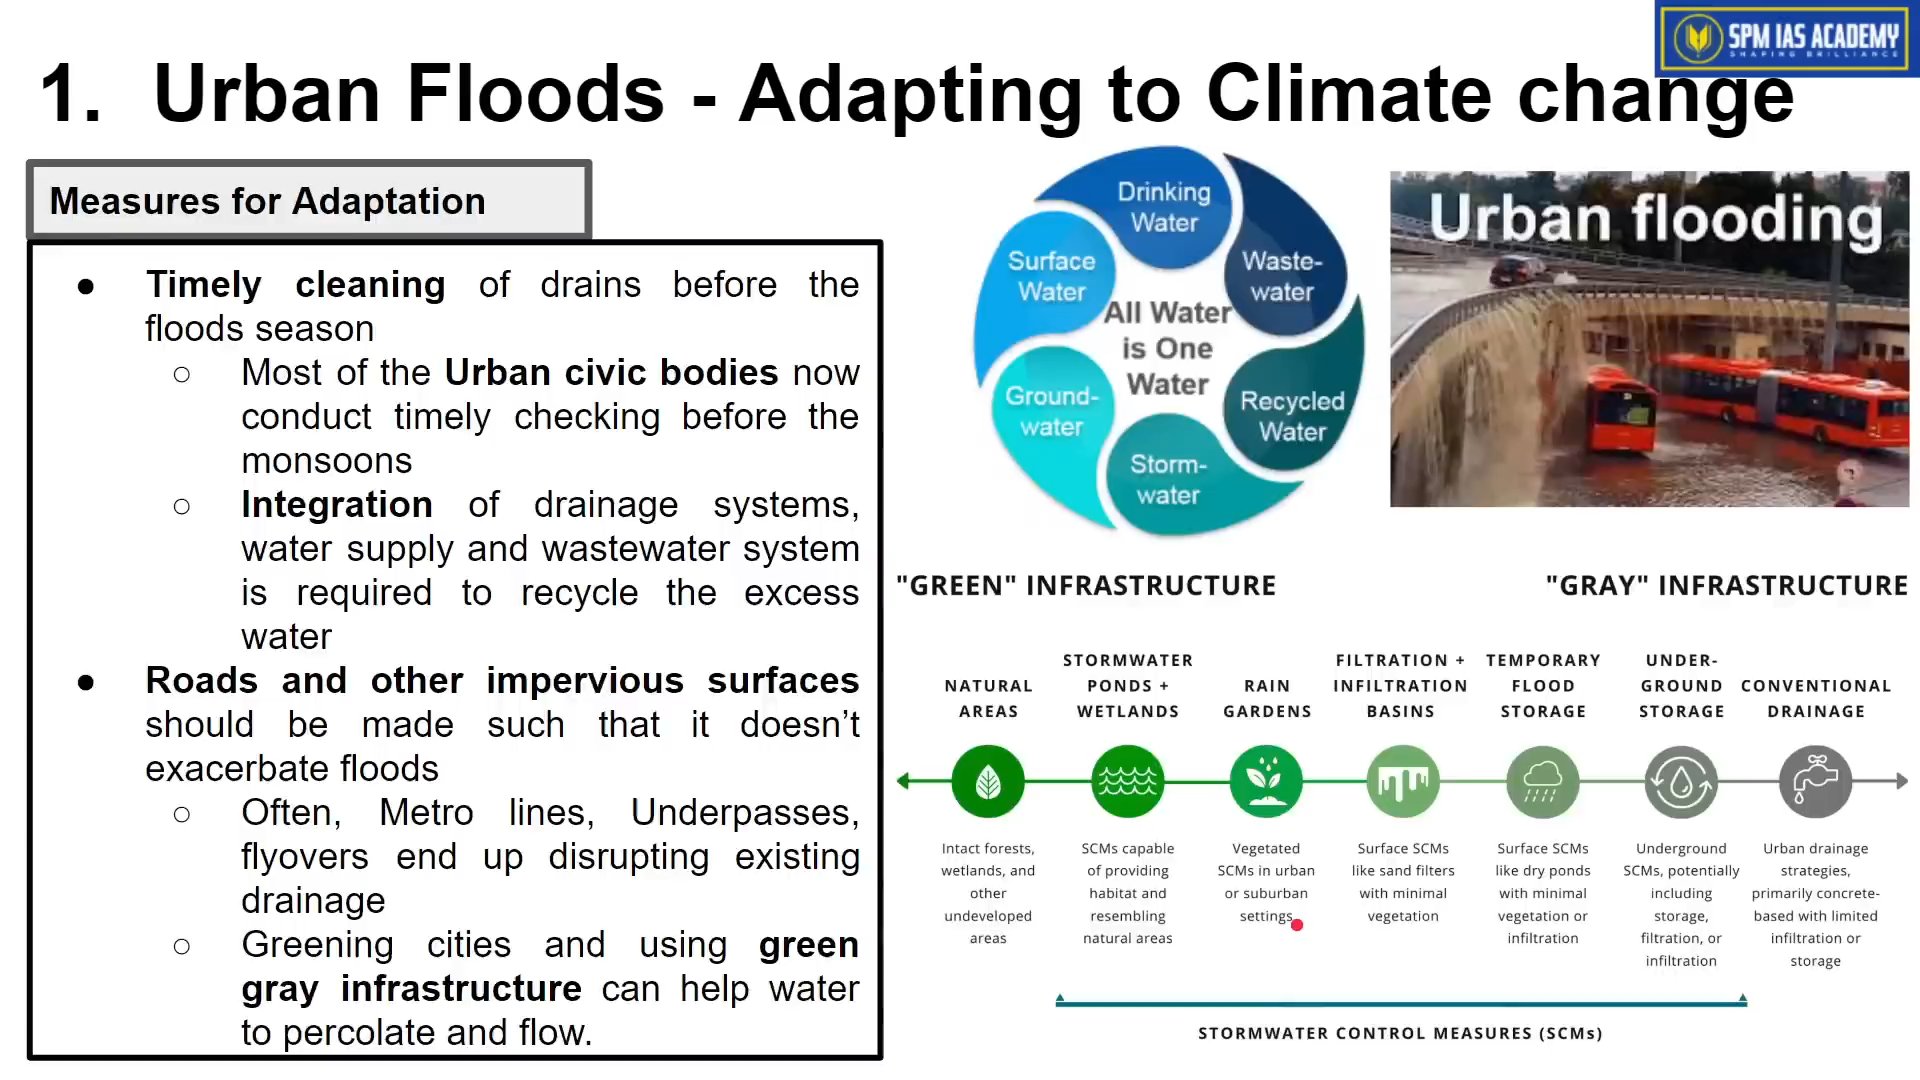 SPM IAS ACADEMY
SHAPING BRILLIANCE
1. Urban Floods - Adapting to Climate change
Measures for Adaptation
● Timely cleaning of drains before the
floods season
○ Most of the Urban civic bodies now
conduct timely checking before the
monsoons
○ Integration of drainage systems,
water supply and wastewater system
is required to recycle the excess
water
● Roads and other impervious surfaces
should be made such that it doesn’t
exacerbate floods
○ Often, Metro lines, Underpasses,
flyovers end up disrupting existing
drainage
○ Greening cities and using green
gray infrastructure can help water
to percolate and flow.
Drinking
Water
Waste-
water
Recycled
Water
Storm-
water
Ground-
water
Surface
Water
All Water
is One
Water
Urban flooding
"GREEN" INFRASTRUCTURE
"GRAY" INFRASTRUCTURE
NATURAL
AREAS
Intact forests,
wetlands, and
other
undeveloped
areas
STORMWATER
PONDS +
WETLANDS
SCMs capable
of providing
habitat and
resembling
natural areas
RAIN
GARDENS
Vegetated
SCMs in urban
or suburban
settings
FILTRATION +
INFILTRATION
BASINS
Surface SCMs
like sand filters
with minimal
vegetation
TEMPORARY
FLOOD
STORAGE
Surface SCMs
like dry ponds
with minimal
vegetation or
infiltration
UNDER-
GROUND
STORAGE
Underground
SCMs, potentially
including
storage,
filtration, or
infiltration
CONVENTIONAL
DRAINAGE
Urban drainage
strategies,
primarily concrete-
based with limited
infiltration or
storage
STORMWATER CONTROL MEASURES (SCMs)